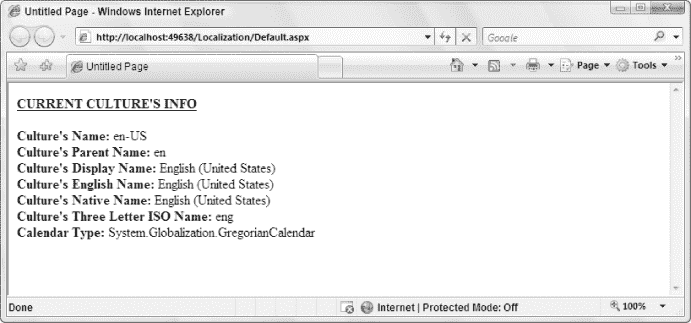 Untitled Page - Windows Internet Explorer
http://localhost:49638/Localization/Default.aspx
Google
Untitled Page
Page
Tools
CURRENT CULTURE'S INFO
Culture's Name: en-US
Culture's Parent Name: en
Culture's Display Name: English (United States)
Culture's English Name: English (United States)
Culture's Native Name: English (United States)
Culture's Three Letter ISO Name: eng
Calendar Type: System.Globalization.GregorianCalendar
Done
Internet | Protected Mode: Off
100%